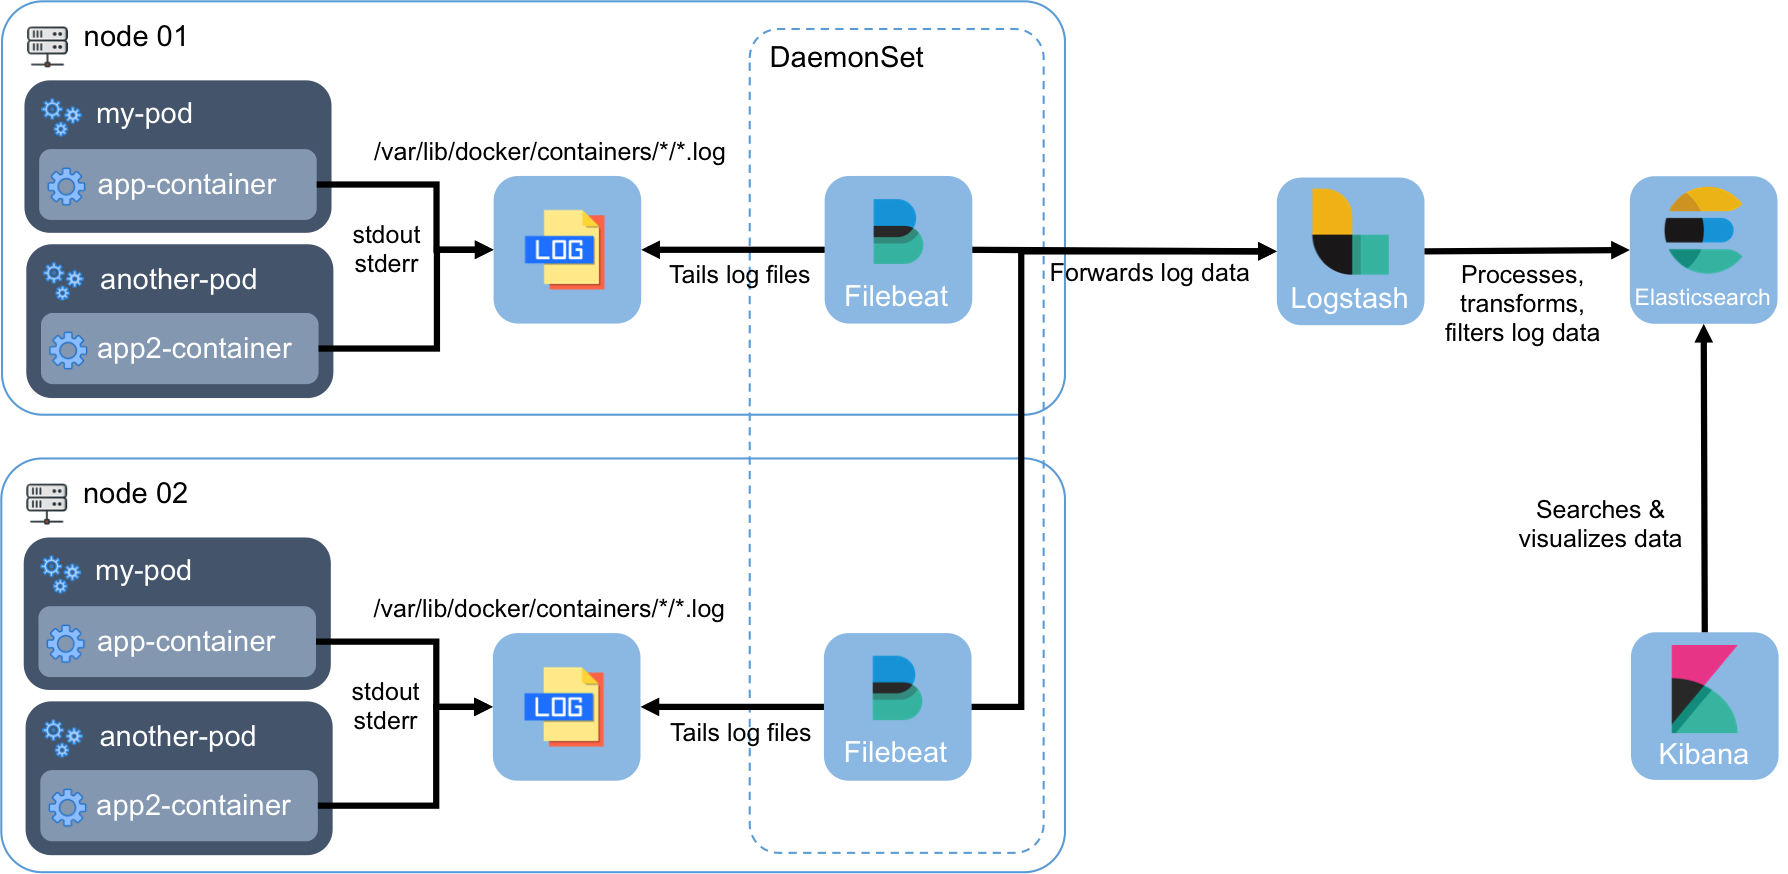 node 01
DaemonSet
my-pod
app-container
another-pod
app2-container
stdout
stderr
/var/lib/docker/containers/*/*.log
LOG
Tails log files
Filebeat
Forwards log data
Logstash
Processes,
transforms,
filters log data
Elasticsearch
node 02
my-pod
app-container
another-pod
app2-container
stdout
stderr
/var/lib/docker/containers/*/*.log
LOG
Tails log files
Filebeat
Searches &
visualizes data
Kibana